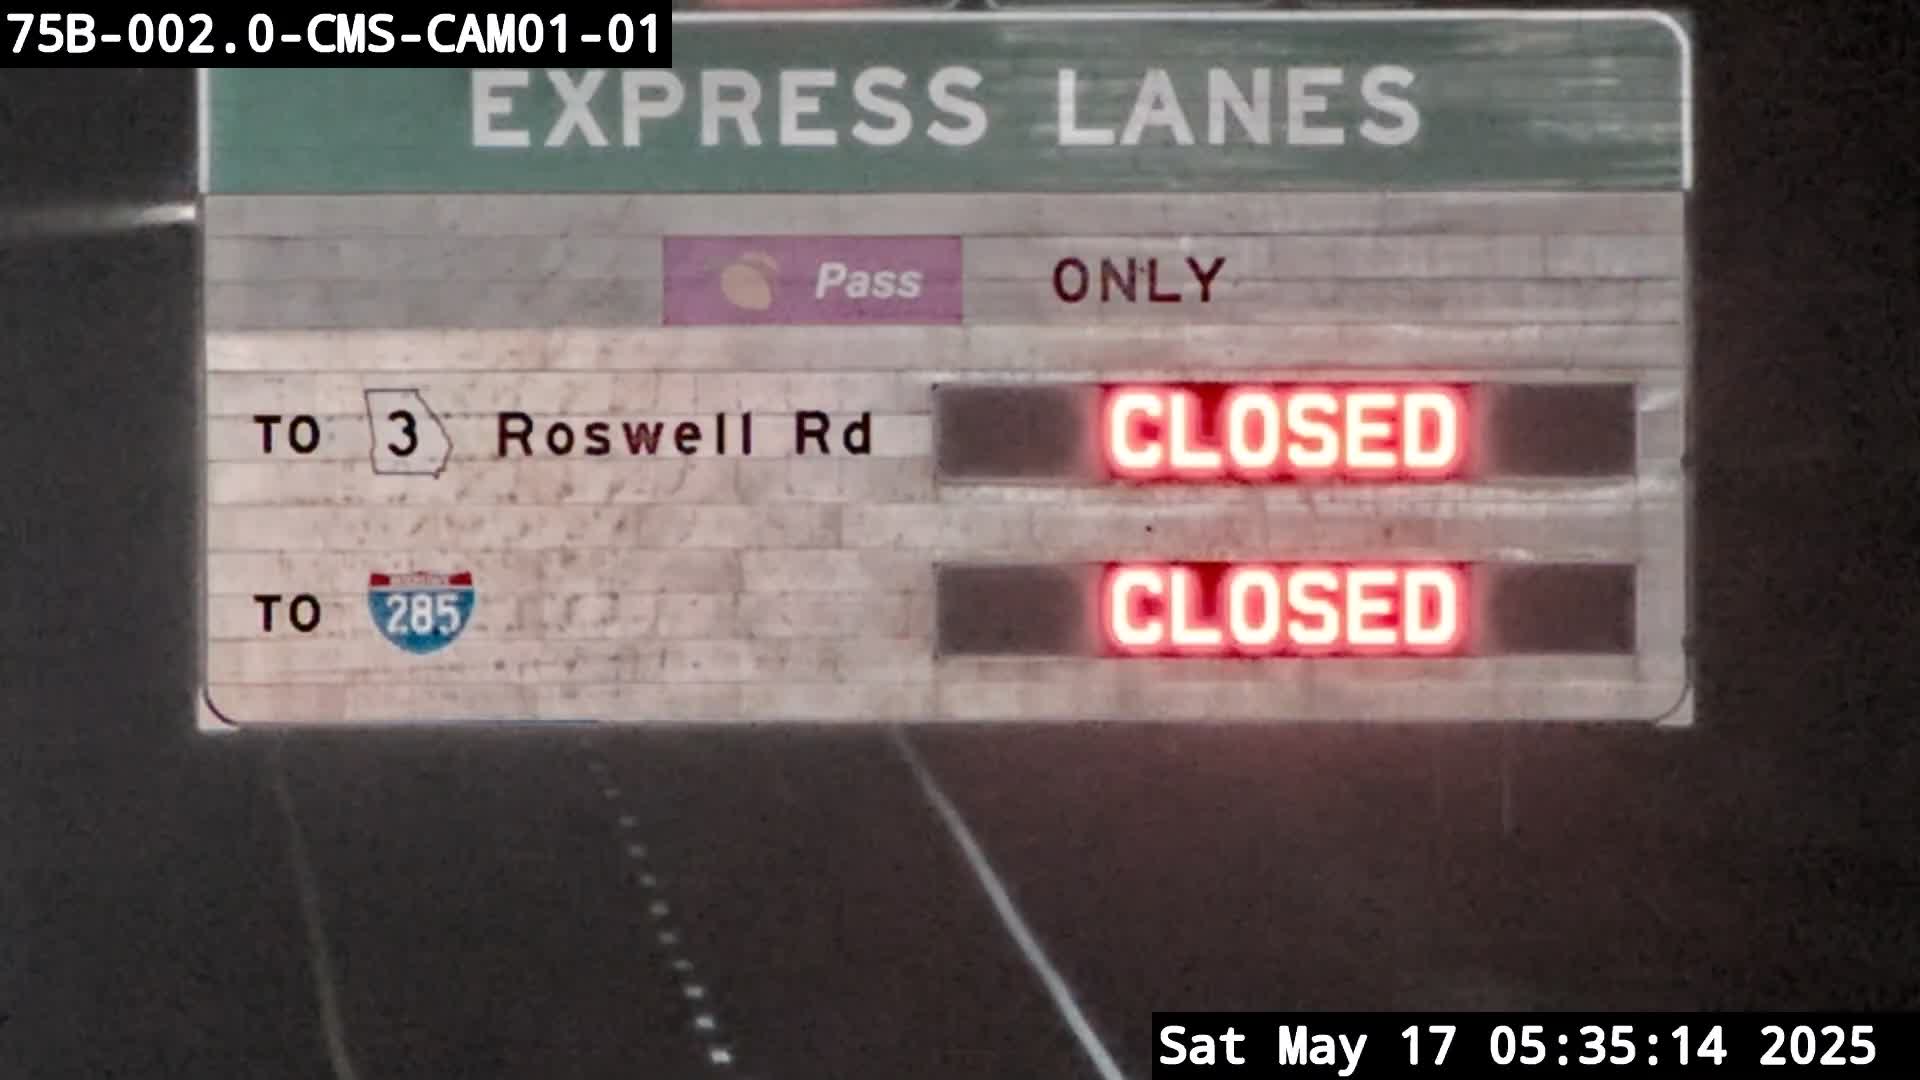 75B-002.0-CMS-CAM01-01
EXPRESS LANES
Pass ONLY
TO 3 Roswell Rd CLOSED
TO 285 CLOSED
Sat May 17 05:35:14 2025